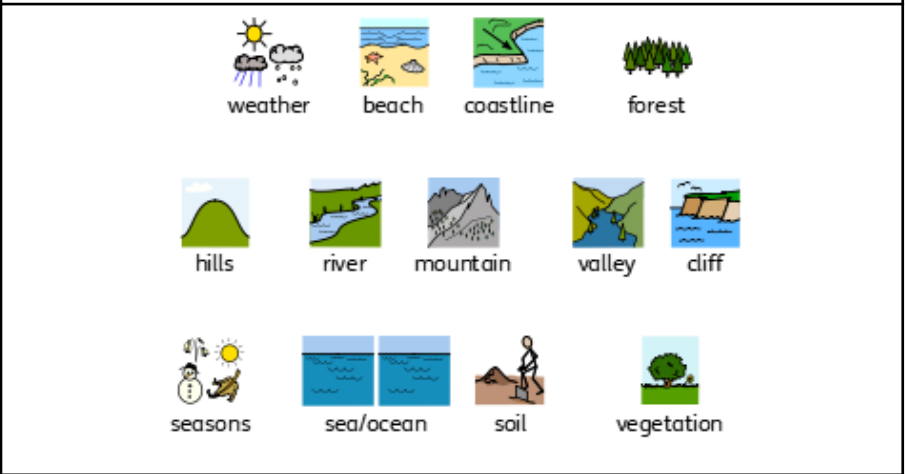 weather beach coastline forest
hills river mountain valley cliff
seasons sea/ocean soil vegetation